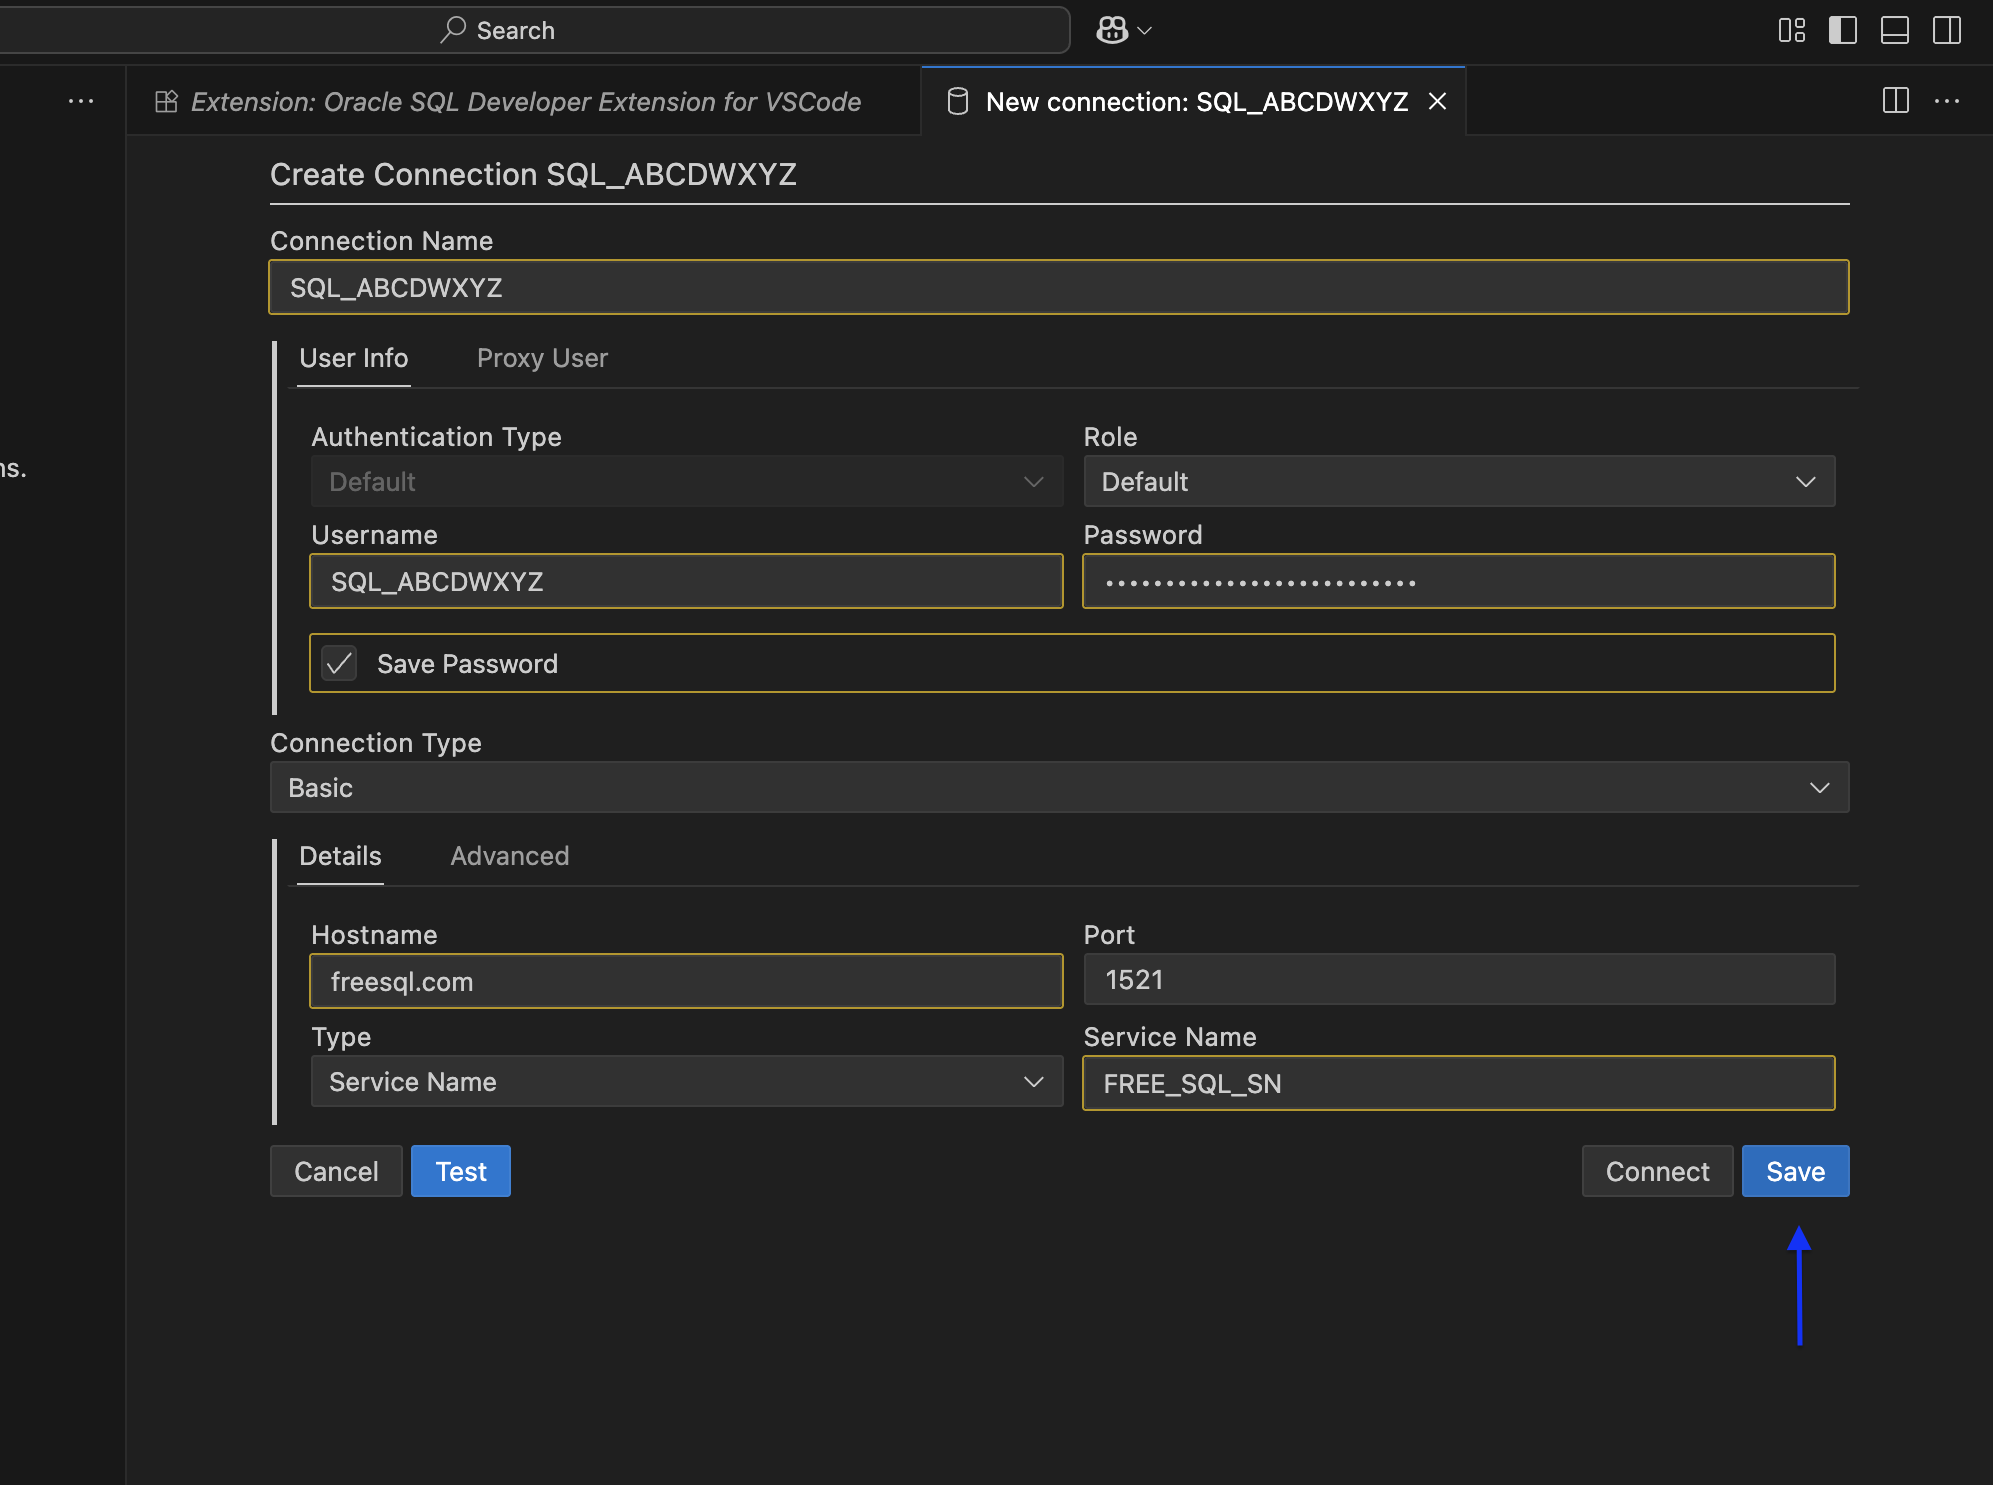 Search
Extension: Oracle SQL Developer Extension for VSCode
New connection: SQL_ABCDWXYZ
Create Connection SQL_ABCDWXYZ
Connection Name
SQL_ABCDWXYZ
User Info Proxy User
ns.
Authentication Type Role
Default Default
Username Password
SQL_ABCDWXYZ ••••••••••••••••••••••••••
Save Password
Connection Type
Basic
Details Advanced
Hostname Port
freesql.com 1521
Type Service Name
Service Name FREE_SQL_SN
Cancel Test Connect Save